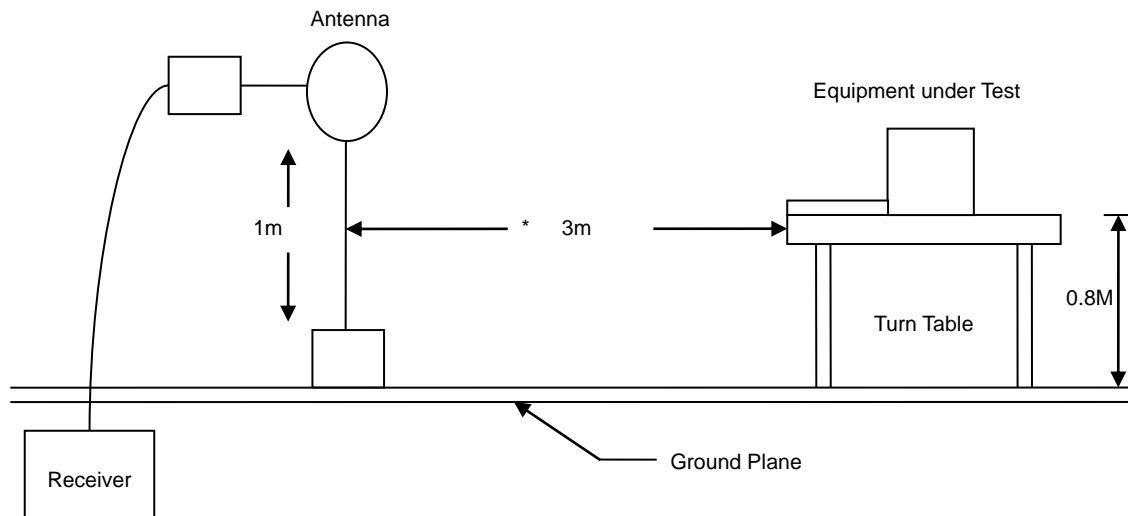 Antenna
Equipment under Test
1m
* 3m
0.8M
Turn Table
Ground Plane
Receiver